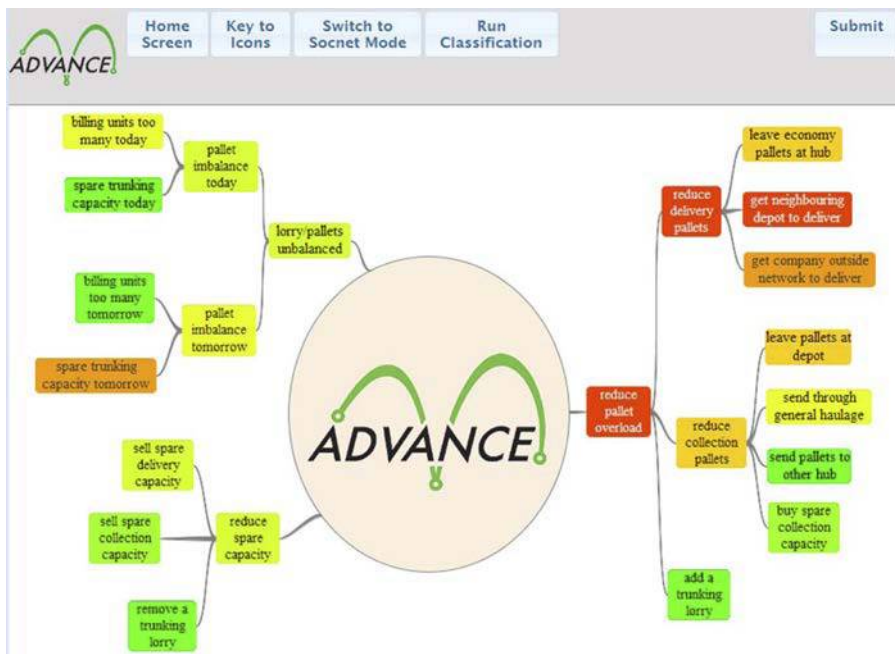 ADVANCE
Home
Screen
Key to
Icons
Switch to
Socnet Mode
Run
Classification
Submit
billing units too
many today
spare trunking
capacity today
pallet
imbalance
today
lorry/pallets
unbalanced
billing units
too many
tomorrow
spare trunking
capacity tomorrow
pallet
imbalance
tomorrow
sell spare
delivery
capacity
sell spare
collection
capacity
remove a
trunking
lorry
reduce
spare
capacity
ADVANCE
reduce
pallet
overload
reduce
delivery
pallets
leave economy
pallets at hub
get neighbouring
depot to deliver
get company outside
network to deliver
reduce
collection
pallets
leave pallets at
depot
send through
general haulage
send pallets to
other hub
buy spare
collection
capacity
add a
trunking
lorry